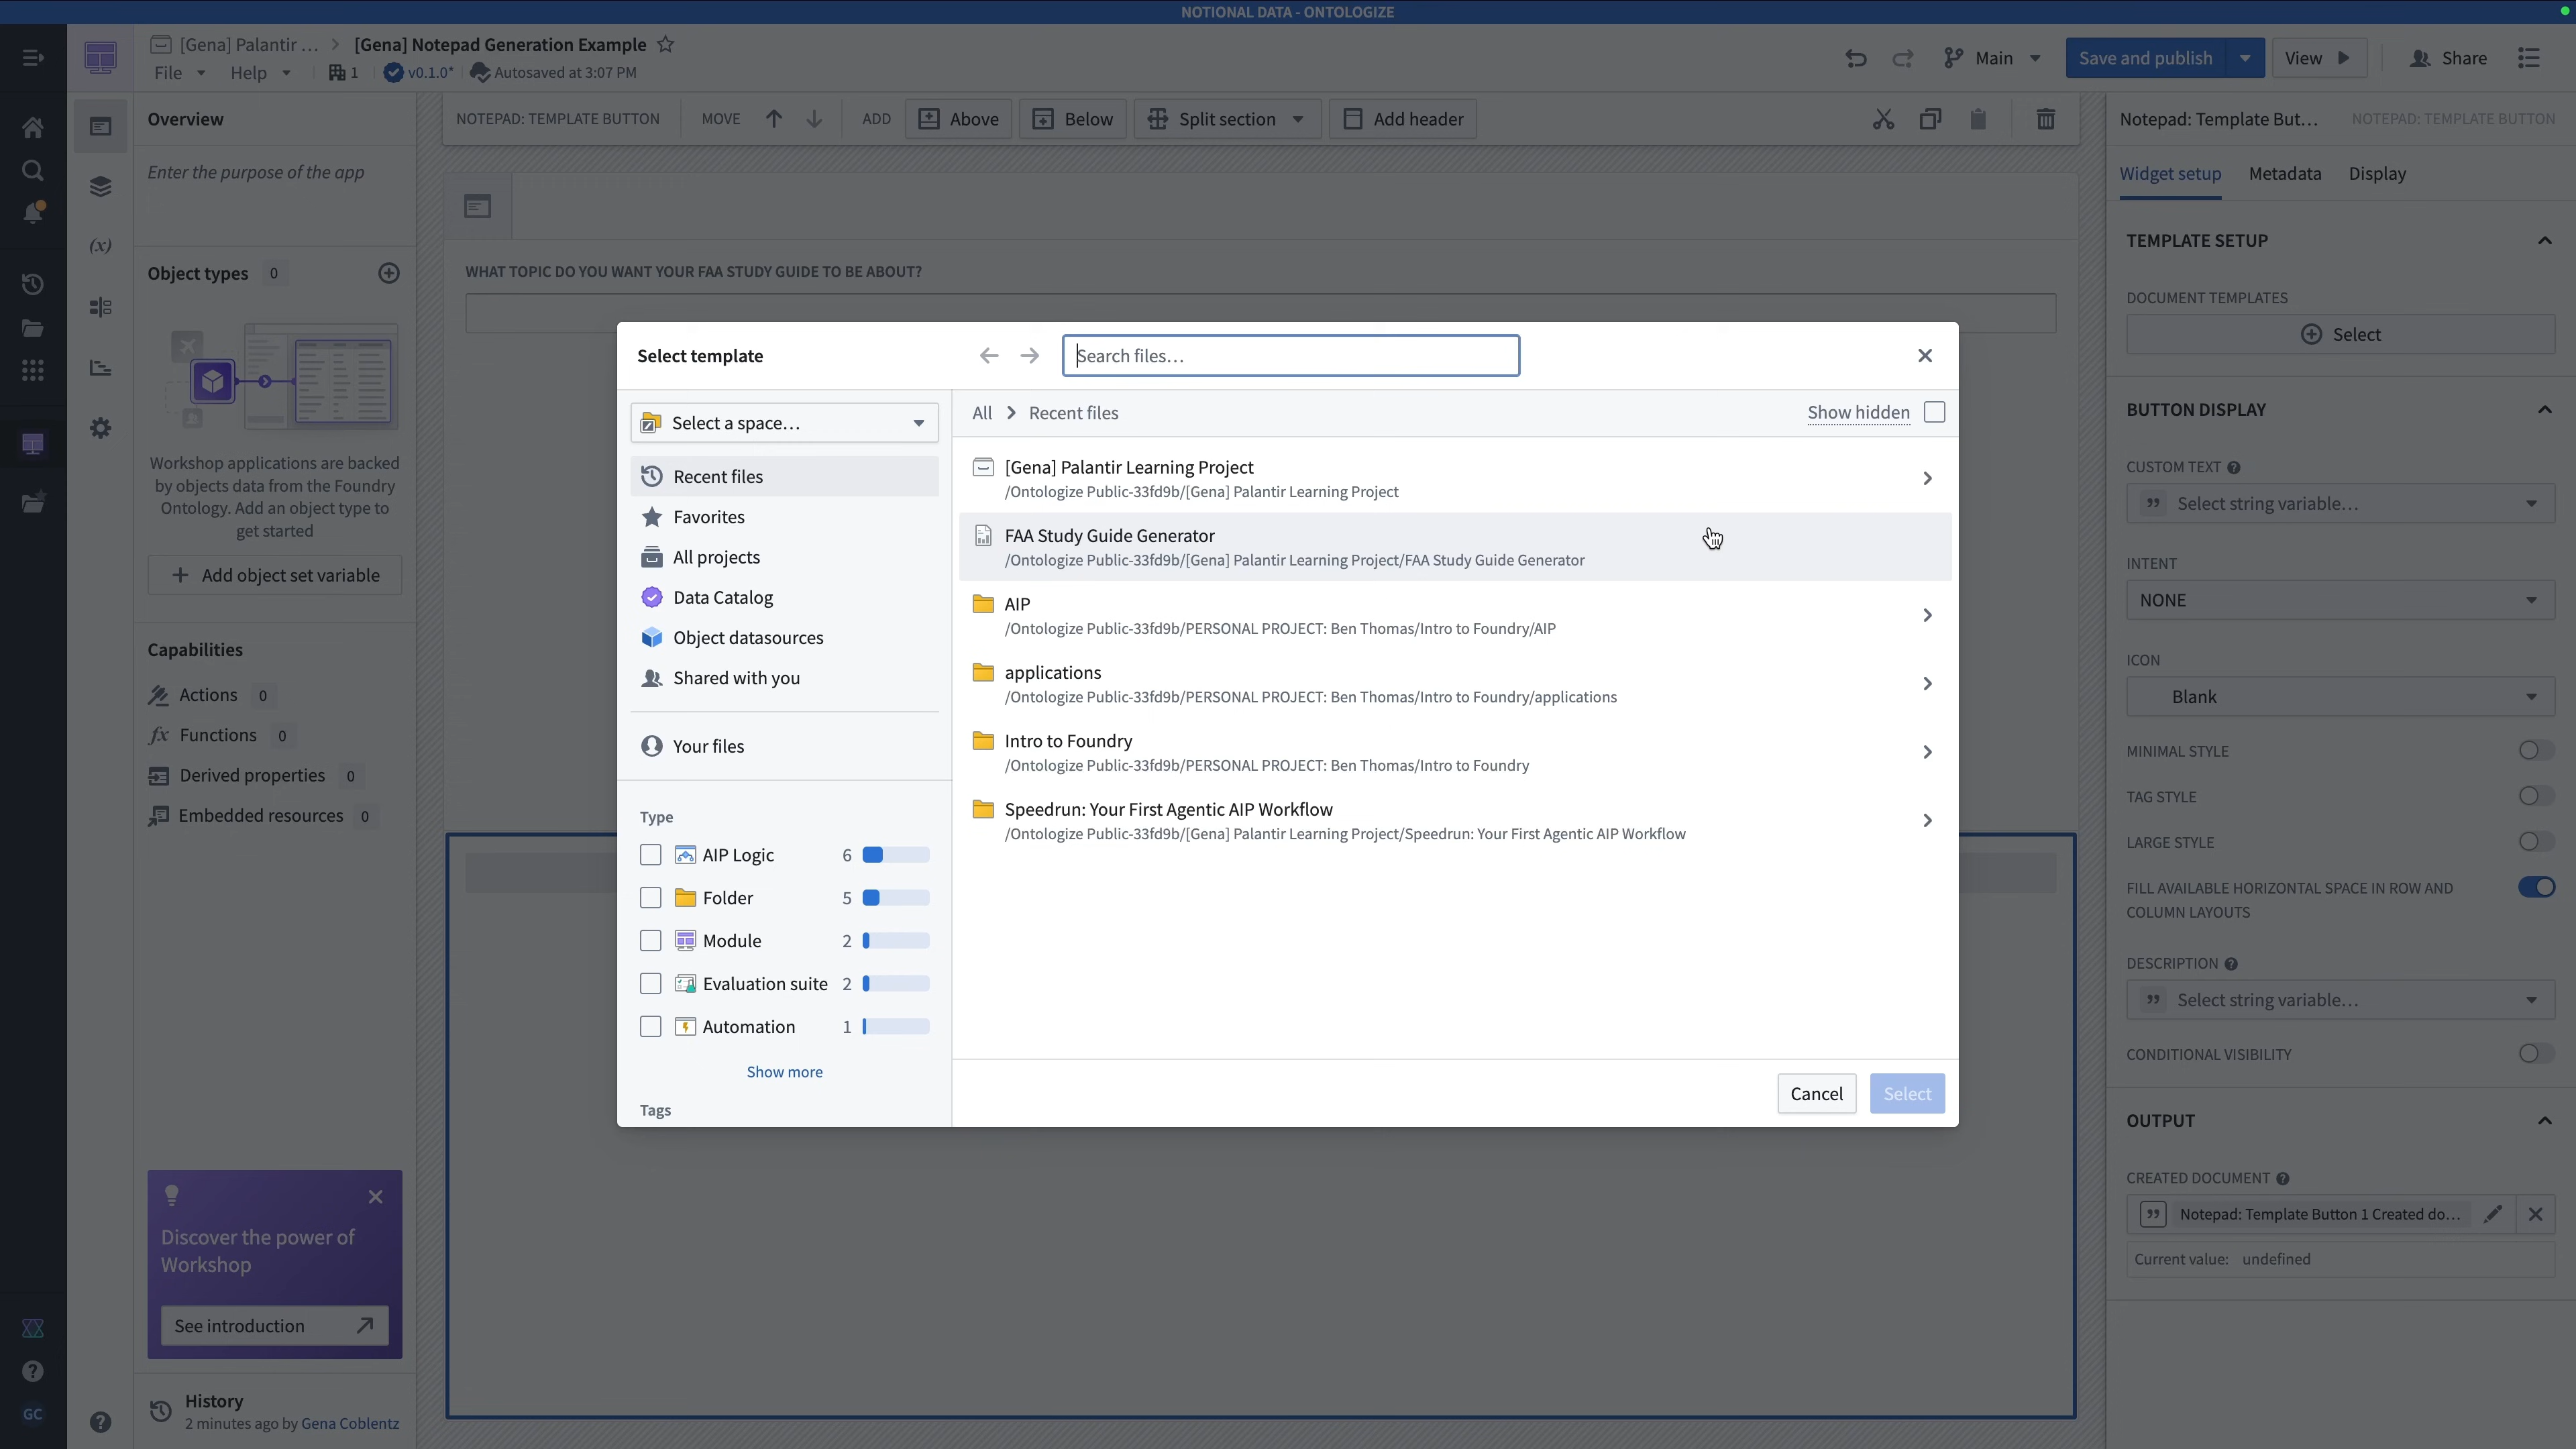 NOTIONAL DATA - ONTOLOGIZE
[Gena] Palantir ... > [Gena] Notepad Generation Example
File Help 1 v0.1.0* Autosaved at 3:07 PM
Main Save and publish View Share
Overview
Enter the purpose of the app
Object types 0
Workshop applications are backed
by objects data from the Foundry
Ontology. Add an object type to
get started
Add object set variable
Capabilities
Actions 0
Functions 0
Derived properties 0
Embedded resources 0
Discover the power of
Workshop
See introduction
History
2 minutes ago by Gena Coblentz
GC
NOTEPAD: TEMPLATE BUTTON MOVE ADD Above Below Split section Add header
WHAT TOPIC DO YOU WANT YOUR FAA STUDY GUIDE TO BE ABOUT?
Select template
Search files...
Select a space...
Recent files
Favorites
All projects
Data Catalog
Object datasources
Shared with you
Your files
Type
AIP Logic 6
Folder 5
Module 2
Evaluation suite 2
Automation 1
Show more
Tags
All > Recent files
Show hidden
[Gena] Palantir Learning Project
/Ontologize Public-33fd9b/[Gena] Palantir Learning Project
FAA Study Guide Generator
/Ontologize Public-33fd9b/[Gena] Palantir Learning Project/FAA Study Guide Generator
AIP
/Ontologize Public-33fd9b/PERSONAL PROJECT: Ben Thomas/Intro to Foundry/AIP
applications
/Ontologize Public-33fd9b/PERSONAL PROJECT: Ben Thomas/Intro to Foundry/applications
Intro to Foundry
/Ontologize Public-33fd9b/PERSONAL PROJECT: Ben Thomas/Intro to Foundry
Speedrun: Your First Agentic AIP Workflow
/Ontologize Public-33fd9b/[Gena] Palantir Learning Project/Speedrun: Your First Agentic AIP Workflow
Cancel Select
Notepad: Template But... NOTEPAD: TEMPLATE BUTTON
Widget setup Metadata Display
TEMPLATE SETUP
DOCUMENT TEMPLATES
Select
BUTTON DISPLAY
CUSTOM TEXT
Select string variable...
INTENT
NONE
ICON
Blank
MINIMAL STYLE
TAG STYLE
LARGE STYLE
FILL AVAILABLE HORIZONTAL SPACE IN ROW AND
COLUMN LAYOUTS
DESCRIPTION
Select string variable...
CONDITIONAL VISIBILITY
OUTPUT
CREATED DOCUMENT
Notepad: Template Button 1 Created do...
Current value: undefined